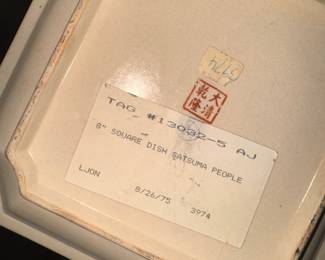 大清
乾隆
TAG #13032-5 AJ
8" SQUARE DISH SATSUMA PEOPLE
LJON 8/26/75 3974